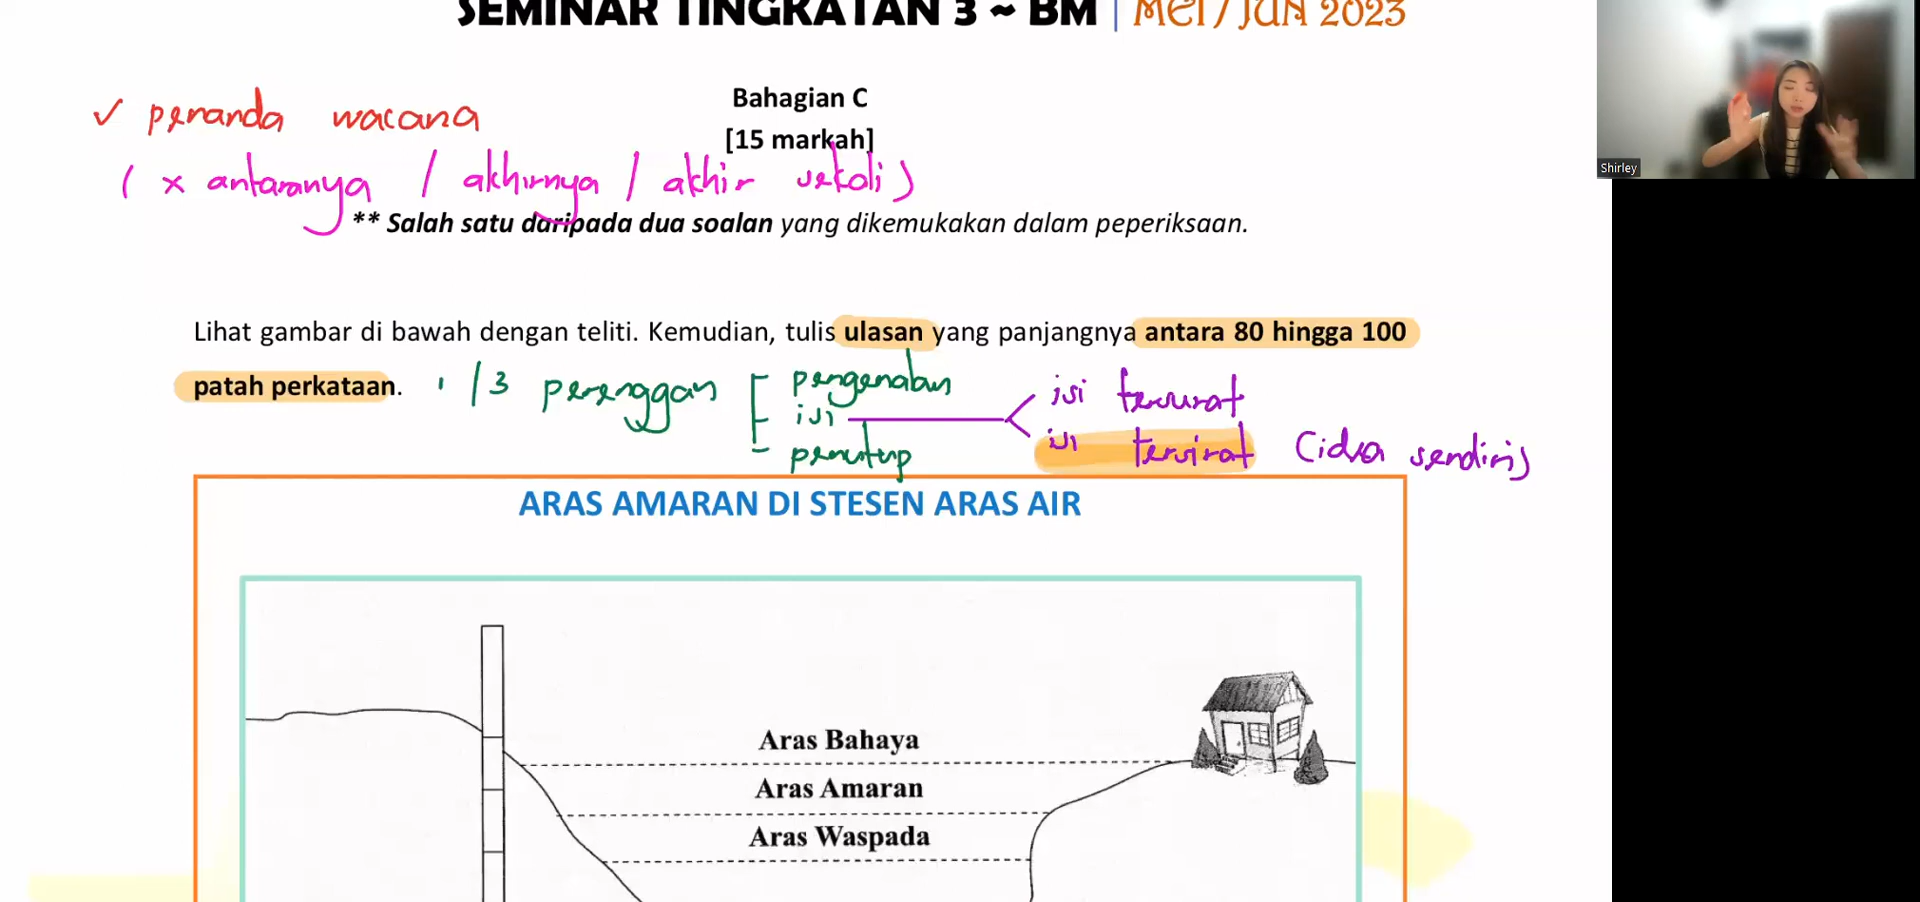 SEMINAR TINGKATAN 3 ~ BM | MEI / JUN 2023
Shirley
✓ penanda wacana
Bahagian C
[15 markah]
( x antaranya / akhirnya / akhir sekali )
** Salah satu daripada dua soalan yang dikemukakan dalam peperiksaan.
Lihat gambar di bawah dengan teliti. Kemudian, tulis ulasan yang panjangnya antara 80 hingga 100
patah perkataan.
1 / 3 perenggan
pengenalan
isi
penutup
isi tersurat
isi tersirat (idea sendiri)
ARAS AMARAN DI STESEN ARAS AIR
Aras Bahaya
Aras Amaran
Aras Waspada